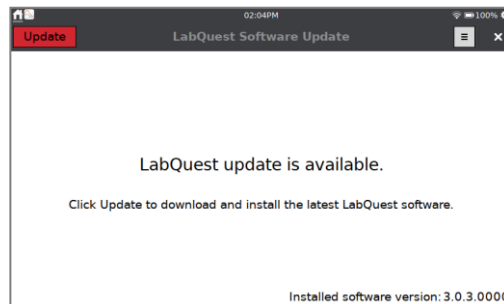 02:04PM
100%
Update
LabQuest Software Update
LabQuest update is available.
Click Update to download and install the latest LabQuest software.
Installed software version: 3.0.3.000